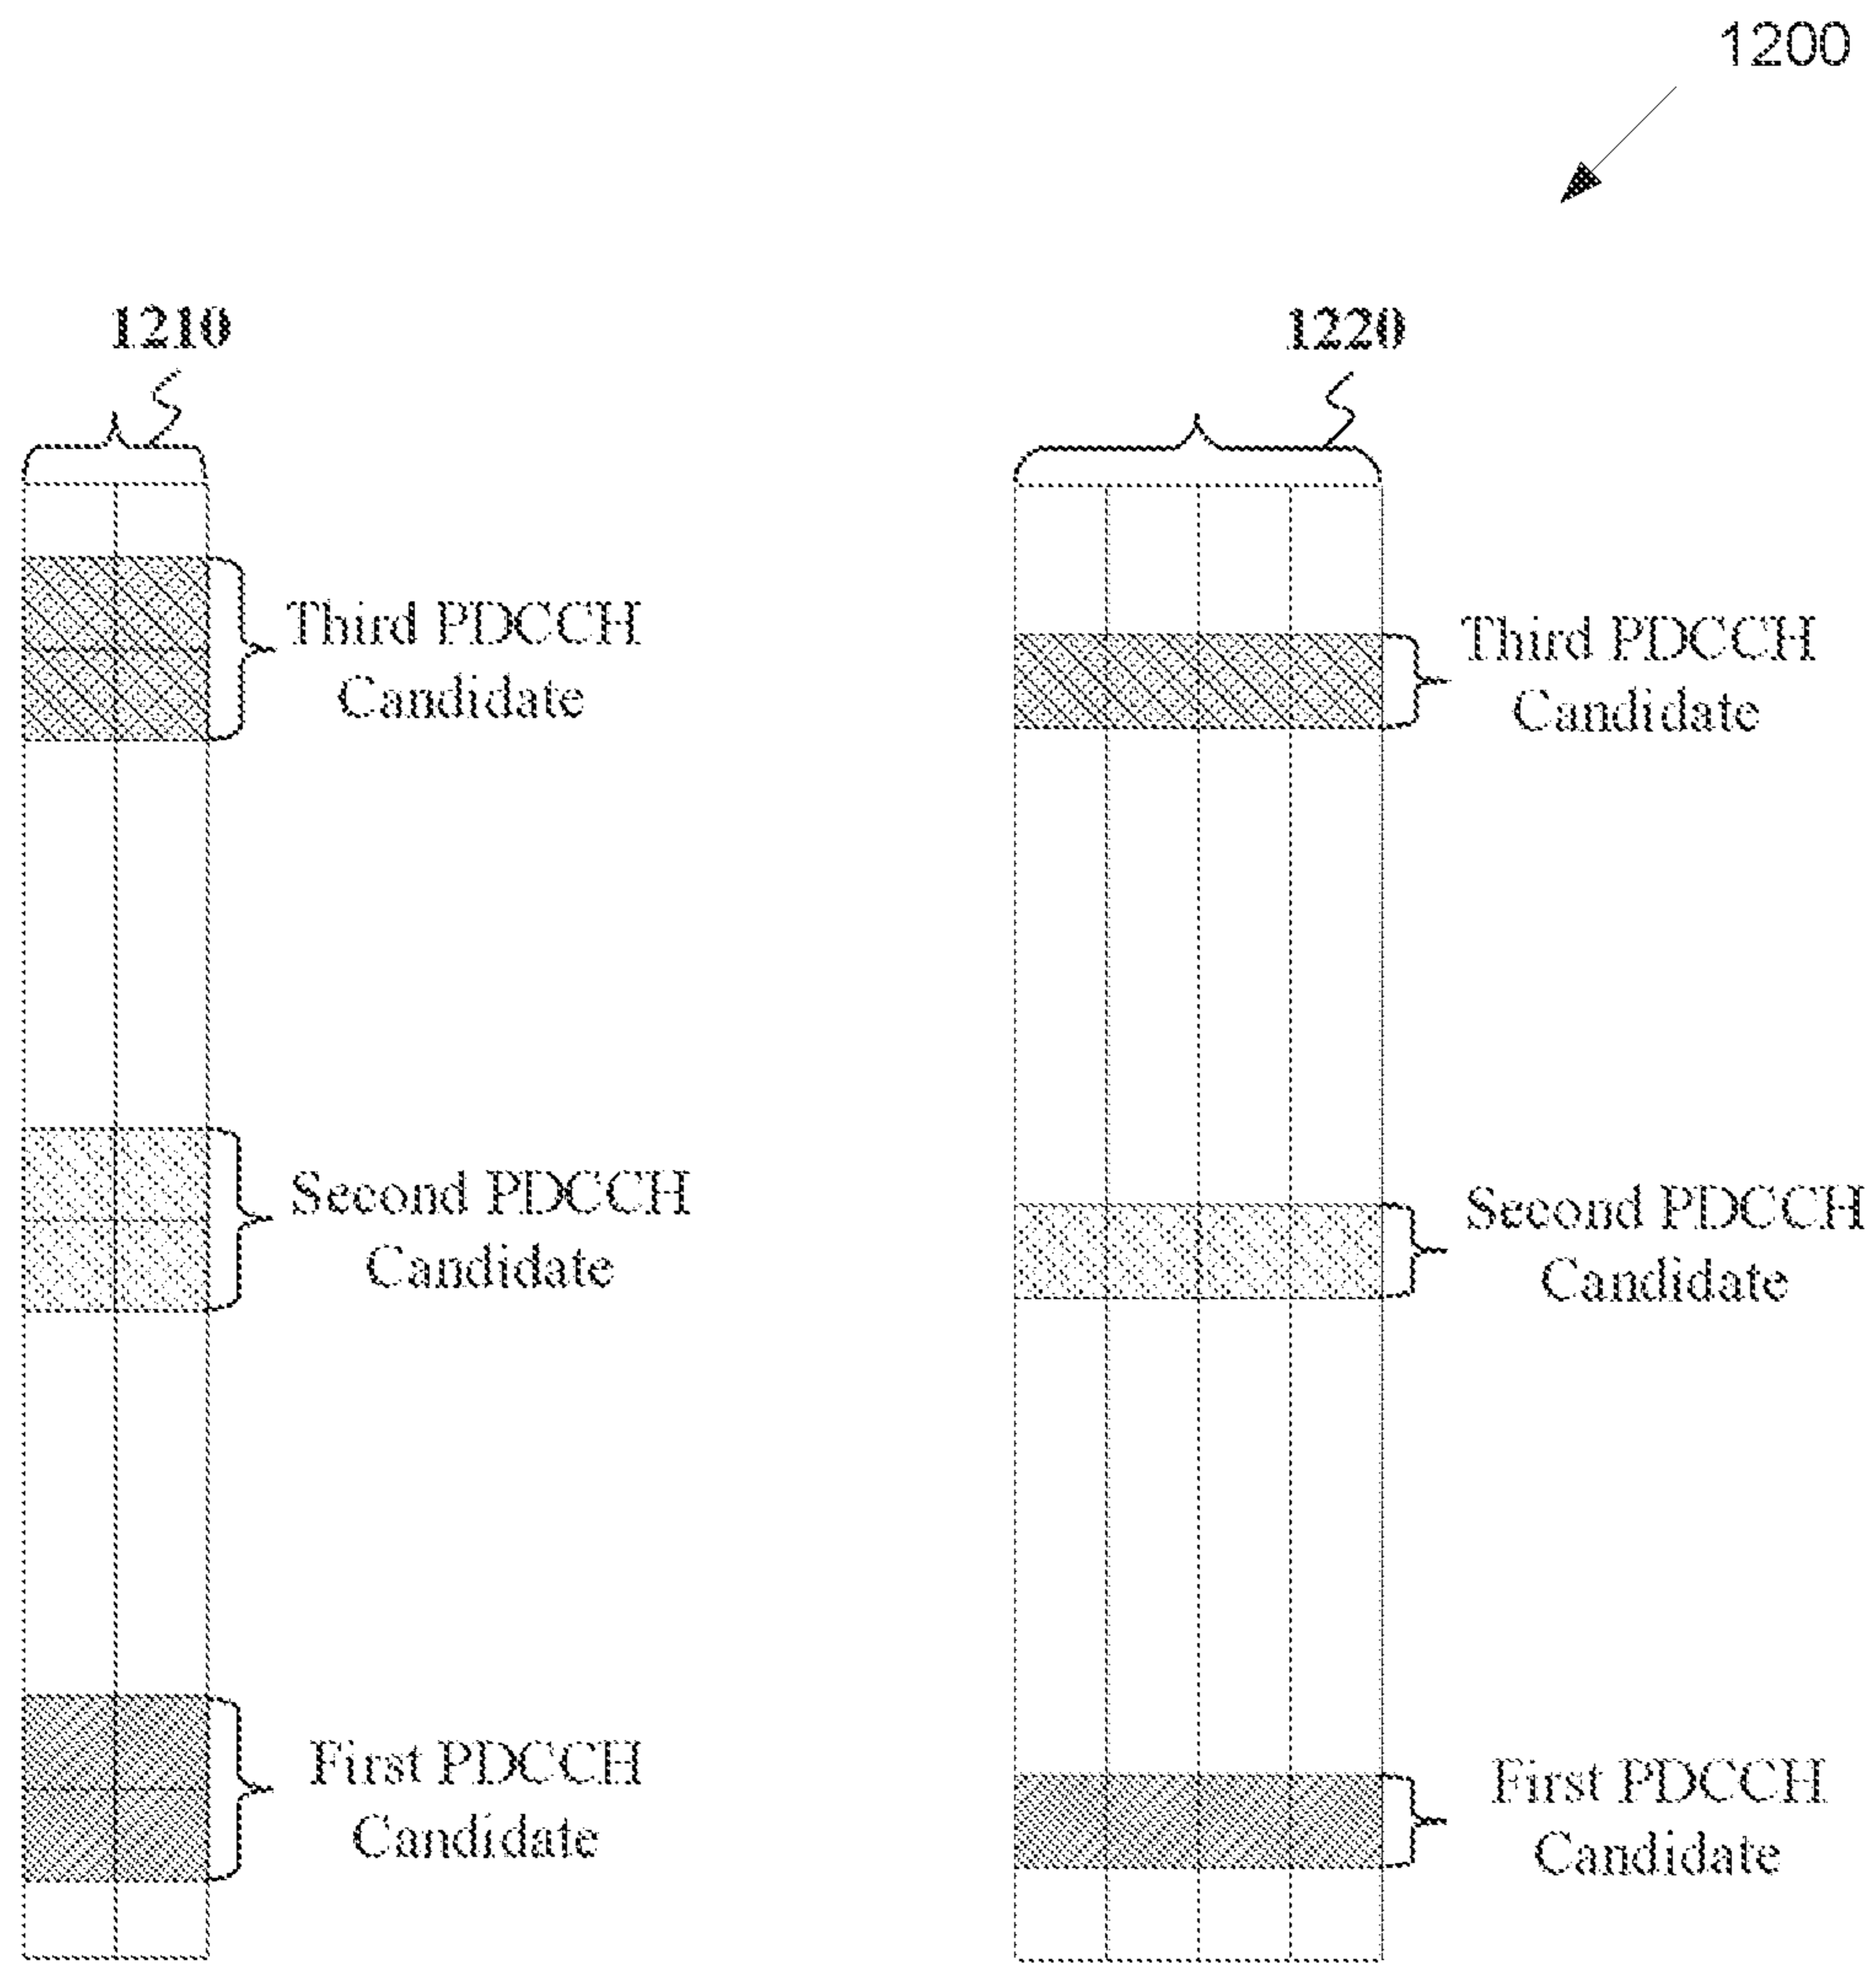 1200
1210
1220
Third PDCCH
Candidate
Third PDCCH
Candidate
Second PDCCH
Candidate
Second PDCCH
Candidate
First PDCCH
Candidate
First PDCCH
Candidate